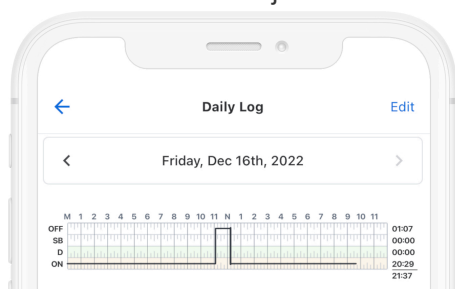 Daily Log
Edit
Friday, Dec 16th, 2022
M 1 2 3 4 5 6 7 8 9 10 11 N 1 2 3 4 5 6 7 8 9 10 11
OFF 01:07
SB 00:00
D 00:00
ON 20:29
21:37